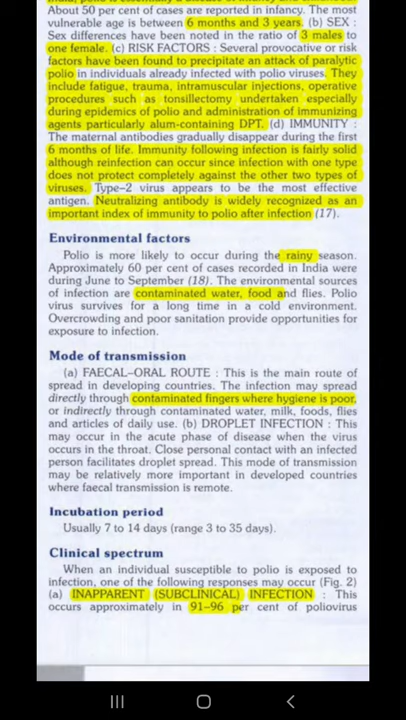 About 50 per cent of cases are reported in infancy. The most
vulnerable age is between 6 months and 3 years. (b) SEX :
Sex differences have been noted in the ratio of 3 males to
one female. (c) RISK FACTORS : Several provocative or risk
factors have been found to precipitate an attack of paralytic
polio in individuals already infected with polio viruses. They
include fatigue, trauma, intramuscular injections, operative
procedures such as tonsillectomy undertaken especially
during epidemics of polio and administration of immunizing
agents particularly alum-containing DPT. (d) IMMUNITY :
The maternal antibodies gradually disappear during the first
6 months of life. Immunity following infection is fairly solid
although reinfection can occur since infection with one type
does not protect completely against the other two types of
viruses. Type-2 virus appears to be the most effective
antigen. Neutralizing antibody is widely recognized as an
important index of immunity to polio after infection (17).
Environmental factors
Polio is more likely to occur during the rainy season.
Approximately 60 per cent of cases recorded in India were
during June to September (18). The environmental sources
of infection are contaminated water, food and flies. Polio
virus survives for a long time in a cold environment.
Overcrowding and poor sanitation provide opportunities for
exposure to infection.
Mode of transmission
(a) FAECAL-ORAL ROUTE : This is the main route of
spread in developing countries. The infection may spread
directly through contaminated fingers where hygiene is poor,
or indirectly through contaminated water, milk, foods, flies
and articles of daily use. (b) DROPLET INFECTION : This
may occur in the acute phase of disease when the virus
occurs in the throat. Close personal contact with an infected
person facilitates droplet spread. This mode of transmission
may be relatively more important in developed countries
where faecal transmission is remote.
Incubation period
Usually 7 to 14 days (range 3 to 35 days).
Clinical spectrum
When an individual susceptible to polio is exposed to
infection, one of the following responses may occur (Fig. 2)
(a) INAPPARENT (SUBCLINICAL) INFECTION : This
occurs approximately in 91-96 per cent of poliovirus